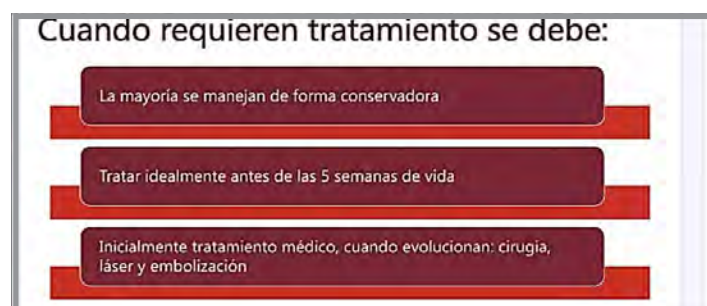 Cuando requieren tratamiento se debe:
La mayoría se manejan de forma conservadora
Tratar idealmente antes de las 5 semanas de vida
Inicialmente tratamiento médico, cuando evolucionan: cirugia,
láser y embolización